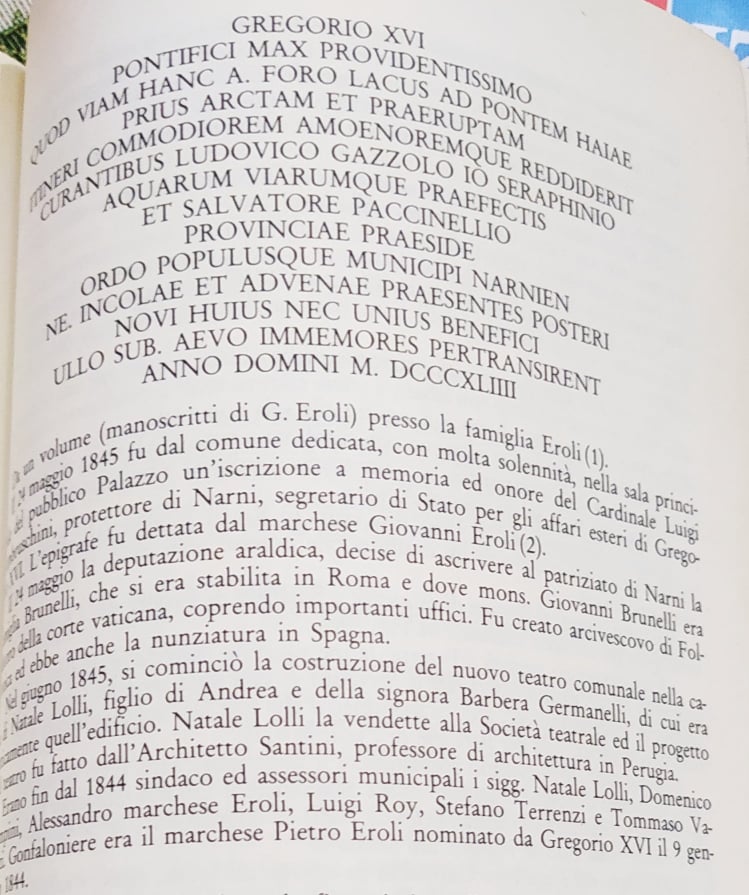 GREGORIO XVI
PONTIFICI MAX PROVIDENTISSIMO
QUOD VIAM HANC A. FORO LACUS AD PONTEM HAIAE
PRIUS ARCTAM ET PRAERUPTAM
ITINERI COMMODIOREM AMOENOREMQUE REDDIDERIT
CURANTIBUS LUDOVICO GAZZOLO IO SERAPHINIO
AQUARUM VIARUMQUE PRAEFECTIS
ET SALVATORE PACCINELLIO
PROVINCIAE PRAESIDE
ORDO POPULUSQUE MUNICIPI NARNIEN
NE. INCOLAE ET ADVENAE PRAESENTES POSTERI
NOVI HUIUS NEC UNIUS BENEFICI
ULLO SUB. AEVO IMMEMORES PERTRANSIRENT
ANNO DOMINI M. DCCCXLIIII
un volume (manoscritti di G. Eroli) presso la famiglia Eroli (1).
24 maggio 1845 fu dal comune dedicata, con molta solennità, nella sala princi-
del pubblico Palazzo un'iscrizione a memoria ed onore del Cardinale Luigi
protettore di Narni, segretario di Stato per gli affari esteri di Grego-
XVI. L'epigrafe fu dettata dal marchese Giovanni Eroli (2).
24 maggio la deputazione araldica, decise di ascrivere al patriziato di Narni la
Brunelli, che si era stabilita in Roma e dove mons. Giovanni Brunelli era
della corte vaticana, coprendo importanti uffici. Fu creato arcivescovo di Fol-
ed ebbe anche la nunziatura in Spagna.
Nel giugno 1845, si cominciò la costruzione del nuovo teatro comunale nella ca-
di Natale Lolli, figlio di Andrea e della signora Barbera Germanelli, di cui era
quell'edificio. Natale Lolli la vendette alla Società teatrale ed il progetto
teatro fu fatto dall'Architetto Santini, professore di architettura in Perugia.
Erano fin dal 1844 sindaco ed assessori municipali i sigg. Natale Lolli, Domenico
Alessandro marchese Eroli, Luigi Roy, Stefano Terrenzi e Tommaso Va-
Gonfaloniere era il marchese Pietro Eroli nominato da Gregorio XVI il 9 gen-
1844.